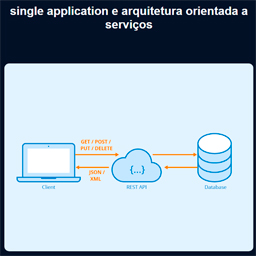 single application e arquitetura orientada a
serviços
GET / POST /
PUT / DELETE
JSON /
XML
{...}
Client
REST API
DataBase